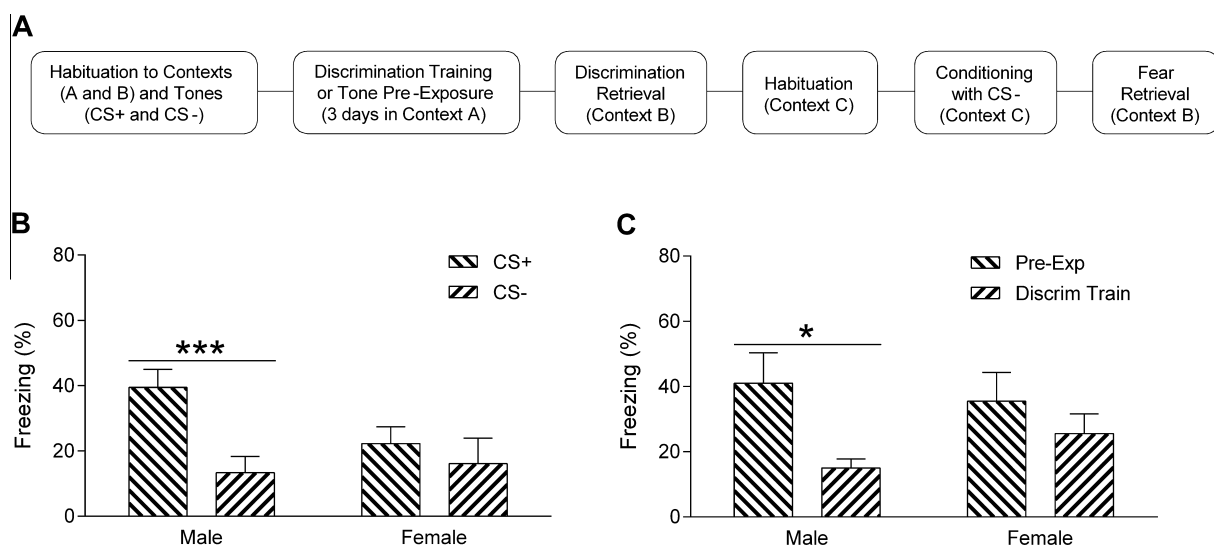 A
Habituation to Contexts
(A and B) and Tones
(CS+ and CS-)
Discrimination Training
or Tone Pre-Exposure
(3 days in Context A)
Discrimination
Retrieval
(Context B)
Habituation
(Context C)
Conditioning
with CS-
(Context C)
Fear
Retrieval
(Context B)
B
80
60
40
20
0
Freezing (%)
***
CS+
CS-
Male
Female
C
80
60
40
20
0
Freezing (%)
*
Pre-Exp
Discrim Train
Male
Female